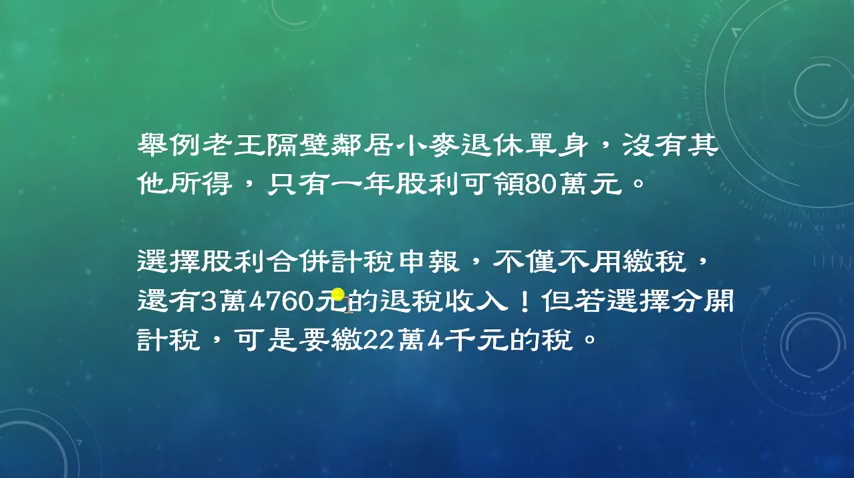 舉例老王隔壁鄰居小麥退休單身，沒有其
他所得，只有一年股利可領80萬元。
選擇股利合併計稅申報，不僅不用繳稅，
還有3萬4760元的退稅收入！但若選擇分開
計稅，可是要繳22萬4千元的稅。